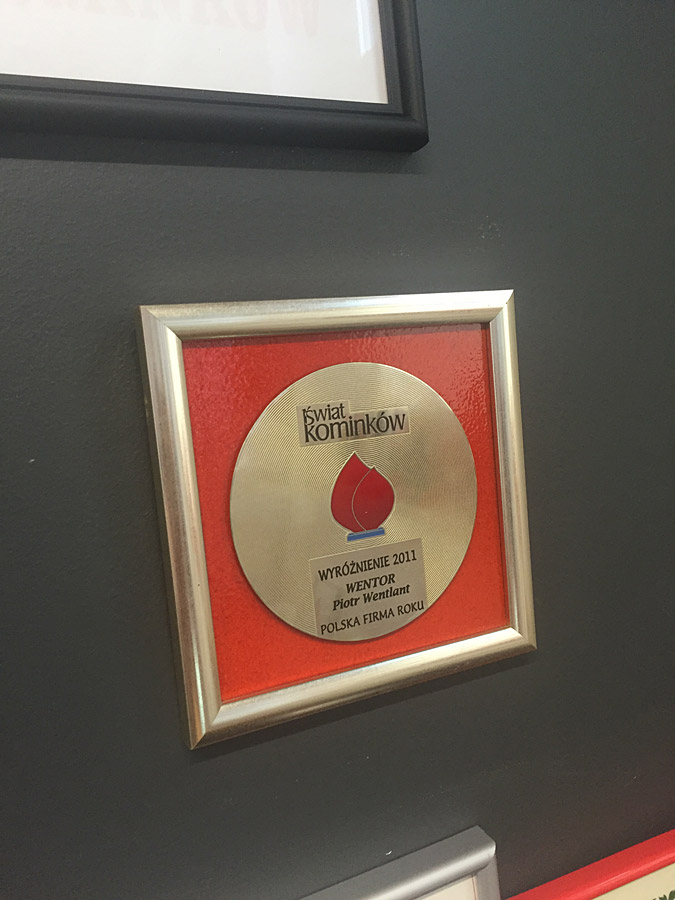 świat
kominków
WYRÓŻNIENIE 2011
WENTOR
Piotr Wentlant
POLSKA FIRMA ROKU